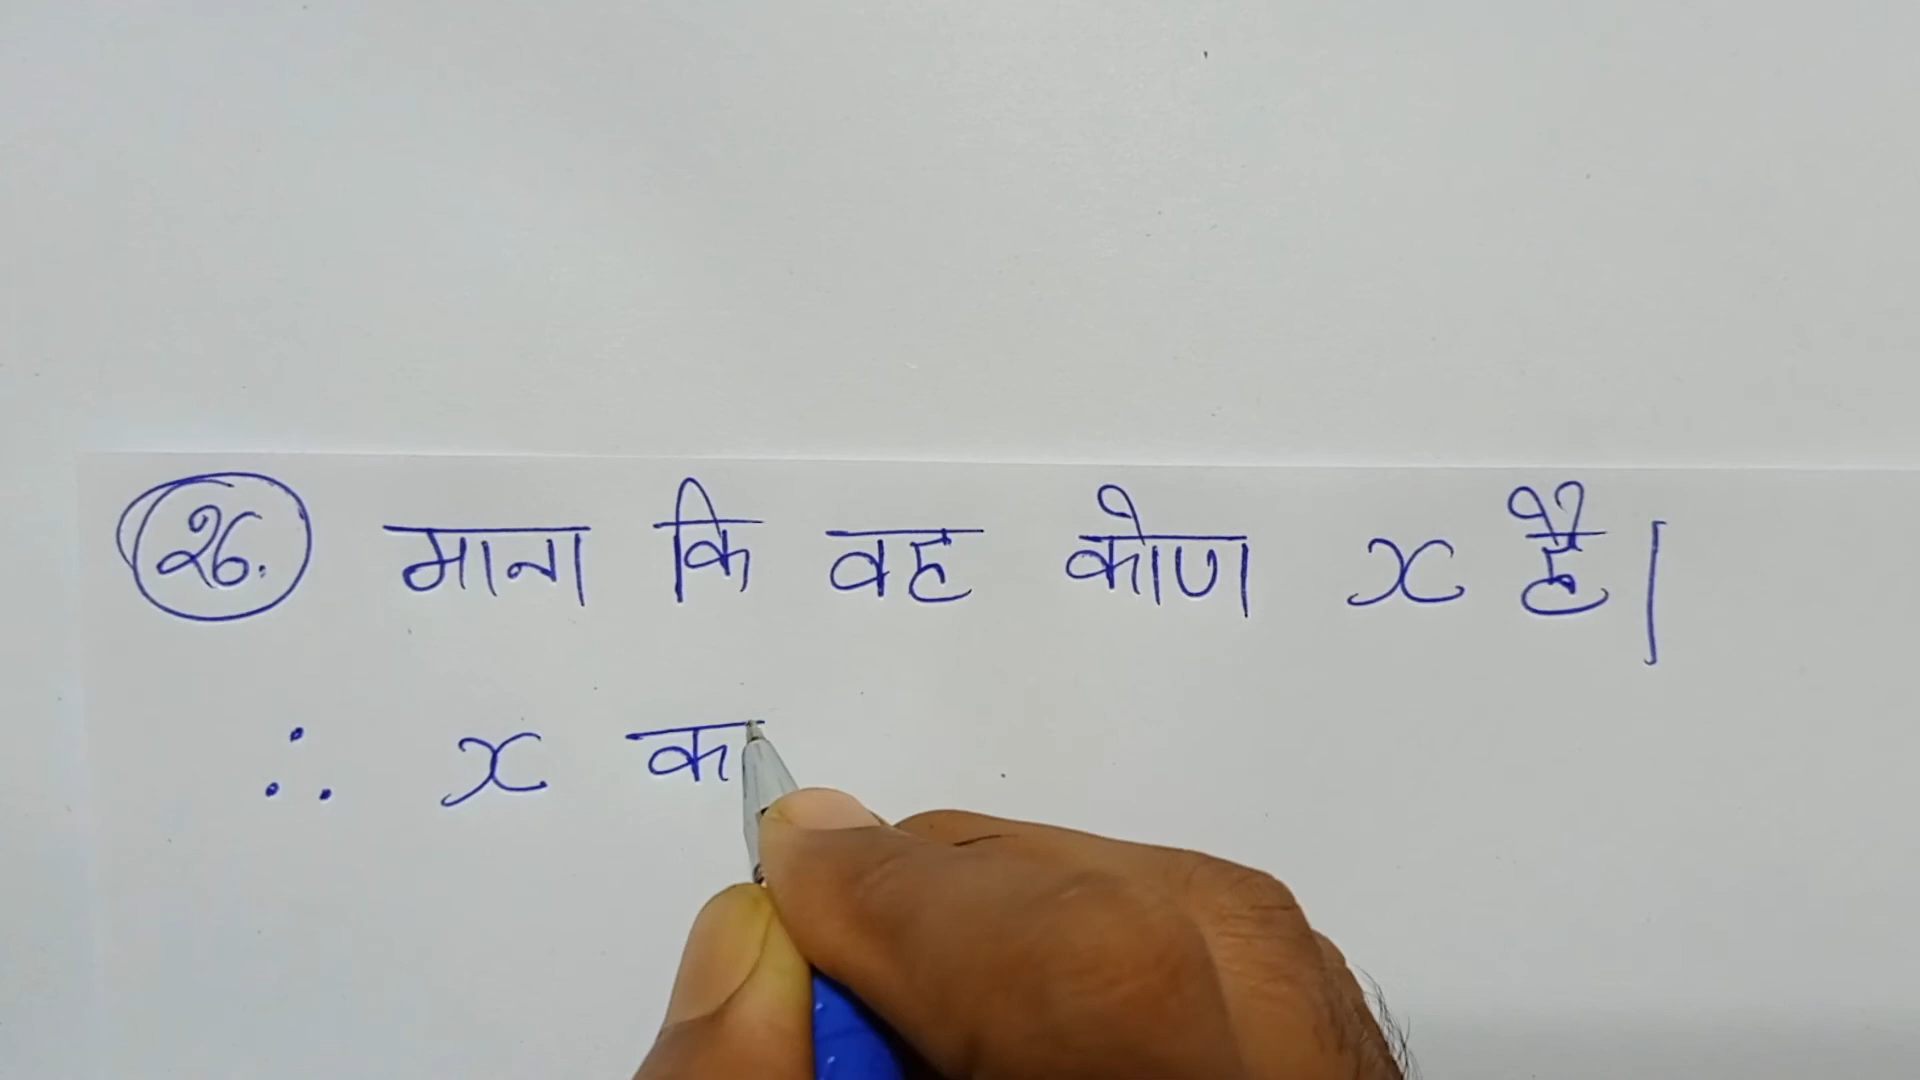 26. माना कि वह कोण x है।
∴ x का